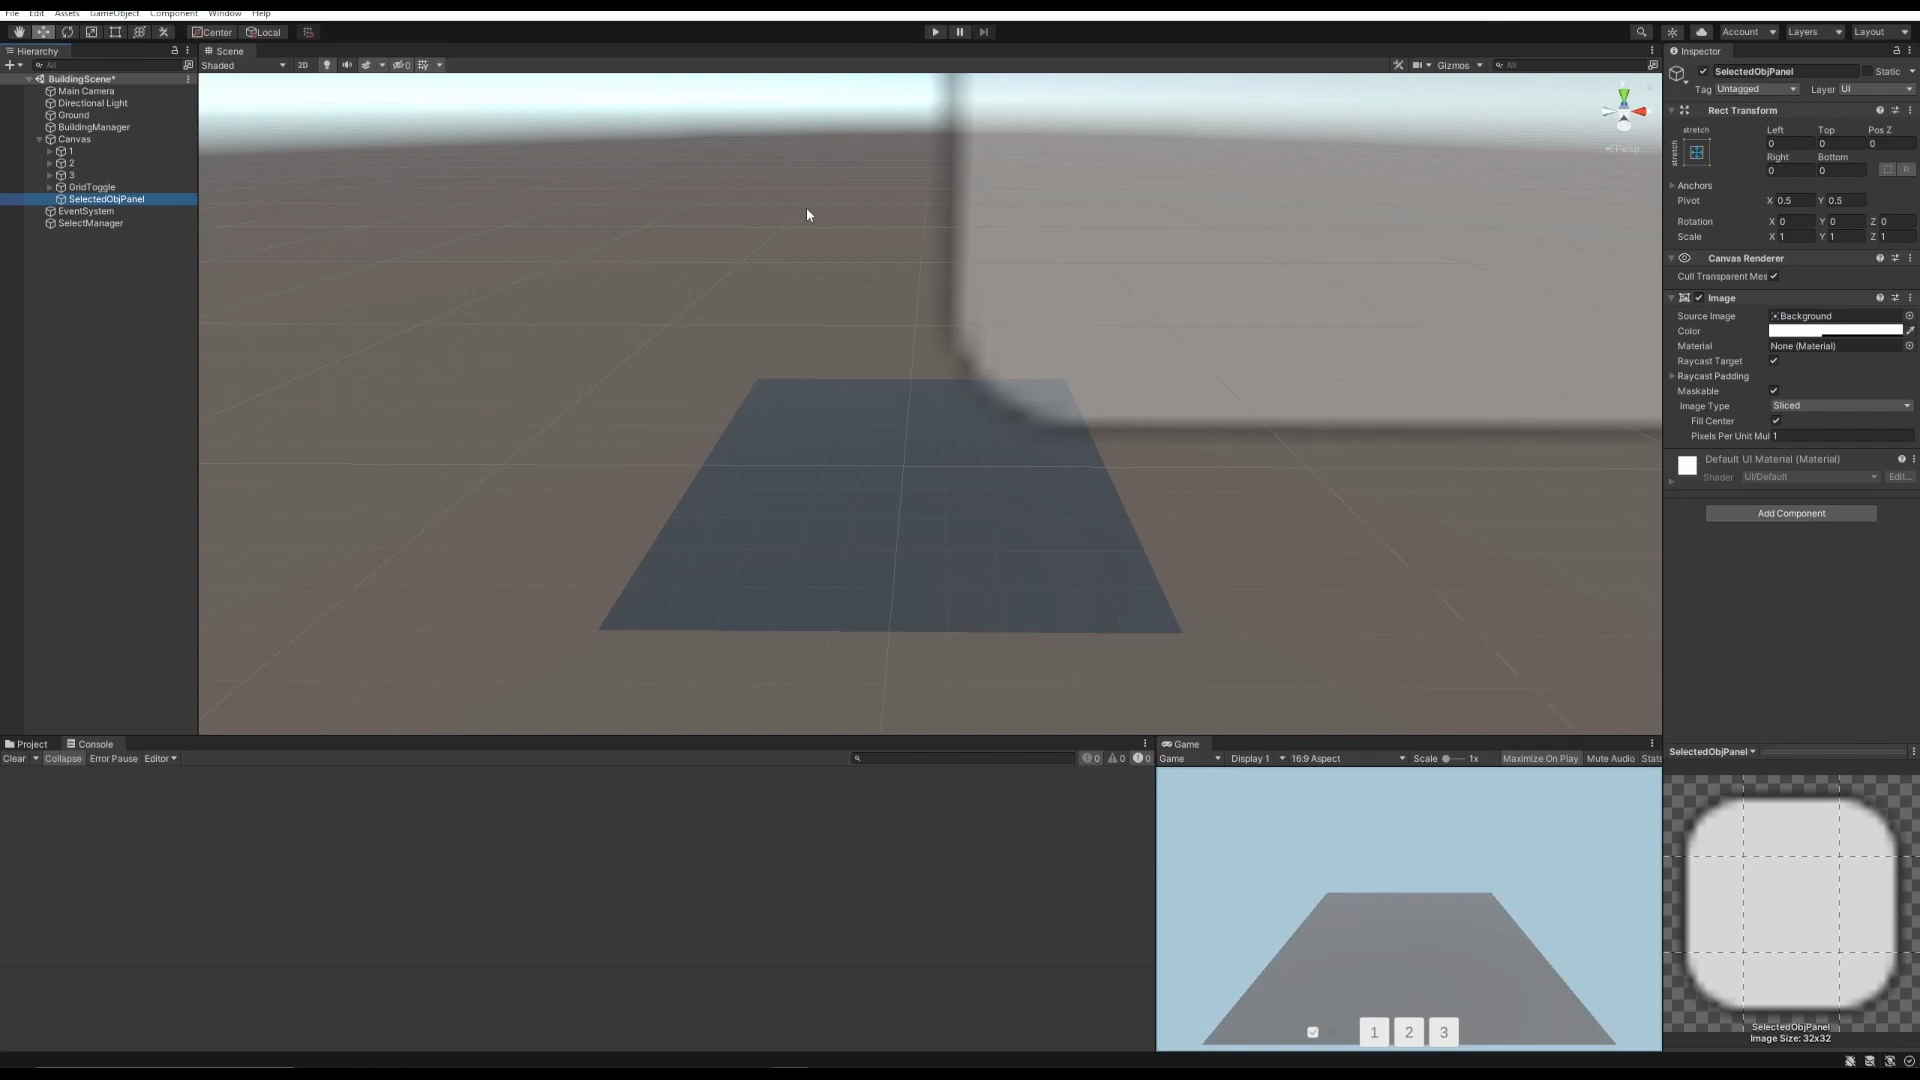 File Edit Assets GameObject Component Window Help
Center Local Account Layers Layout
Hierarchy Scene Inspector
All Shaded 2D 0 Gizmos All
SelectedObjPanel Static
Tag Untagged Layer UI
BuildingScene*
Main Camera
Directional Light
Ground
BuildingManager
Canvas
1
2
3
GridToggle
SelectedObjPanel
EventSystem
SelectManager
Persp
Rect Transform
stretch Left Top Pos Z
stretch 0 0 0
Right Bottom
0 0 R
Anchors
Pivot X 0.5 Y 0.5
Rotation X 0 Y 0 Z 0
Scale X 1 Y 1 Z 1
Canvas Renderer
Cull Transparent Mes
Image
Source Image Background
Color
Material None (Material)
Raycast Target
Raycast Padding
Maskable
Image Type Sliced
Fill Center
Pixels Per Unit Mul 1
Default UI Material (Material)
Shader UI/Default Edit...
Add Component
Project Console
Clear Collapse Error Pause Editor 0 0 0
Game
Game Display 1 16:9 Aspect Scale 1x Maximize On Play Mute Audio Stats
1 2 3
SelectedObjPanel
SelectedObjPanel
Image Size: 32x32